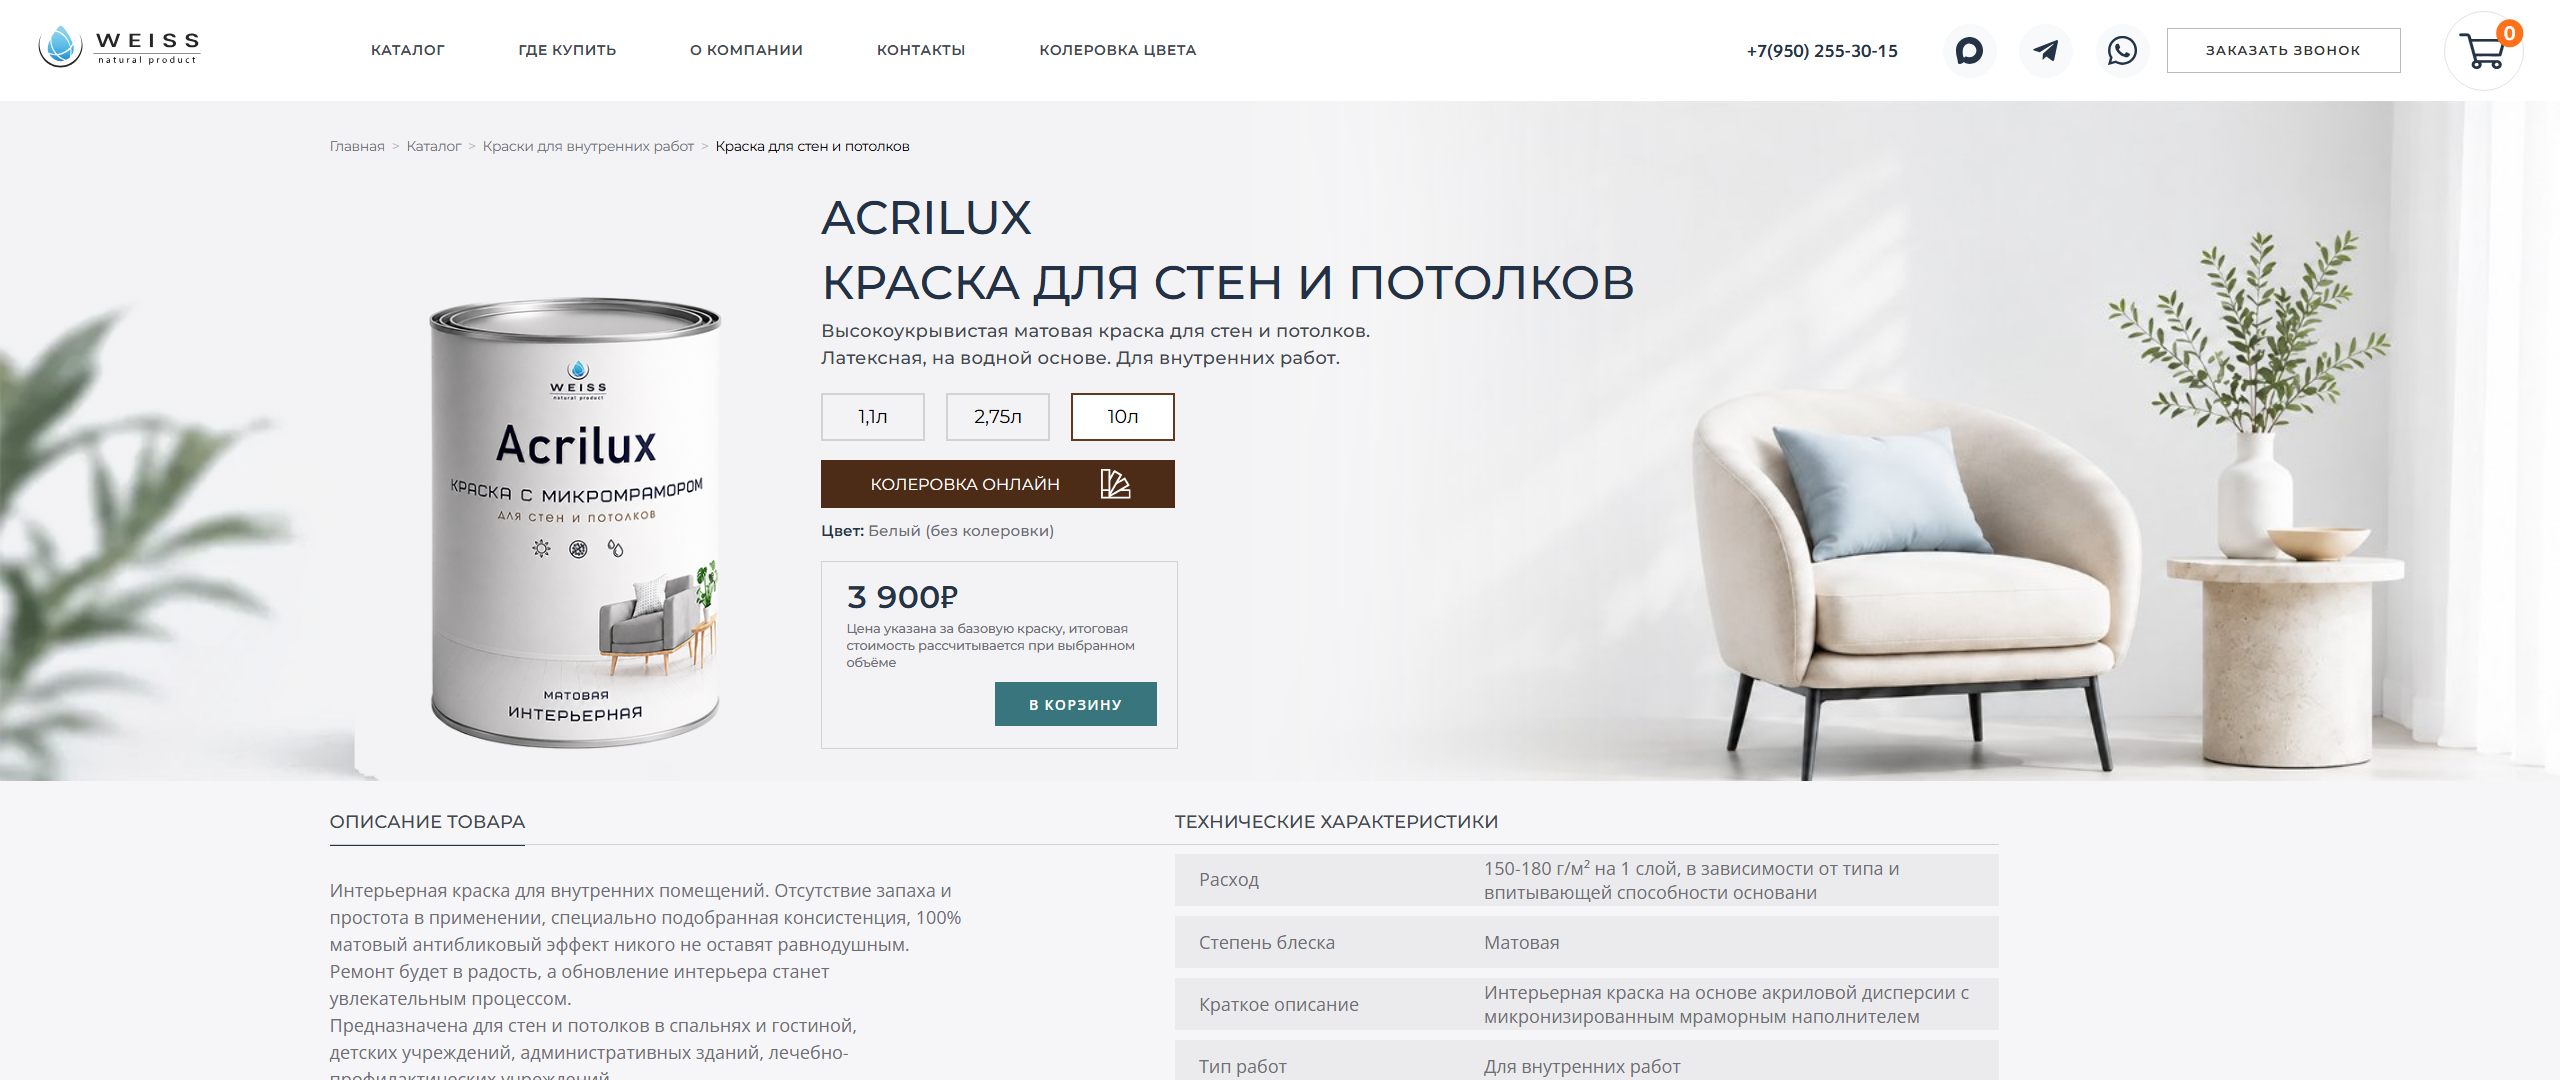 WEISS
natural product
КАТАЛОГ
ГДЕ КУПИТЬ
О КОМПАНИИ
КОНТАКТЫ
КОЛЕРОВКА ЦВЕТА
+7(950) 255-30-15
ЗАКАЗАТЬ ЗВОНОК
0
Главная > Каталог > Краски для внутренних работ > Краска для стен и потолков
ACRILUX
КРАСКА ДЛЯ СТЕН И ПОТОЛКОВ
Высокоукрывистая матовая краска для стен и потолков.
Латексная, на водной основе. Для внутренних работ.
1,1л
2,75л
10л
КОЛЕРОВКА ОНЛАЙН
Цвет: Белый (без колеровки)
3 900₽
Цена указана за базовую краску, итоговая
стоимость рассчитывается при выбранном
объёме
В КОРЗИНУ
WEISS
natural product
Acrilux
КРАСКА С МИКРОМРАМОРОМ
ДЛЯ СТЕН И ПОТОЛКОВ
МАТОВАЯ
ИНТЕРЬЕРНАЯ
ОПИСАНИЕ ТОВАРА
Интерьерная краска для внутренних помещений. Отсутствие запаха и
простота в применении, специально подобранная консистенция, 100%
матовый антибликовый эффект никого не оставят равнодушным.
Ремонт будет в радость, а обновление интерьера станет
увлекательным процессом.
Предназначена для стен и потолков в спальнях и гостиной,
детских учреждений, административных зданий, лечебно-
профилактических учреждений
ТЕХНИЧЕСКИЕ ХАРАКТЕРИСТИКИ
Расход
150-180 г/м² на 1 слой, в зависимости от типа и
впитывающей способности основани
Степень блеска
Матовая
Краткое описание
Интерьерная краска на основе акриловой дисперсии с
микронизированным мраморным наполнителем
Тип работ
Для внутренних работ